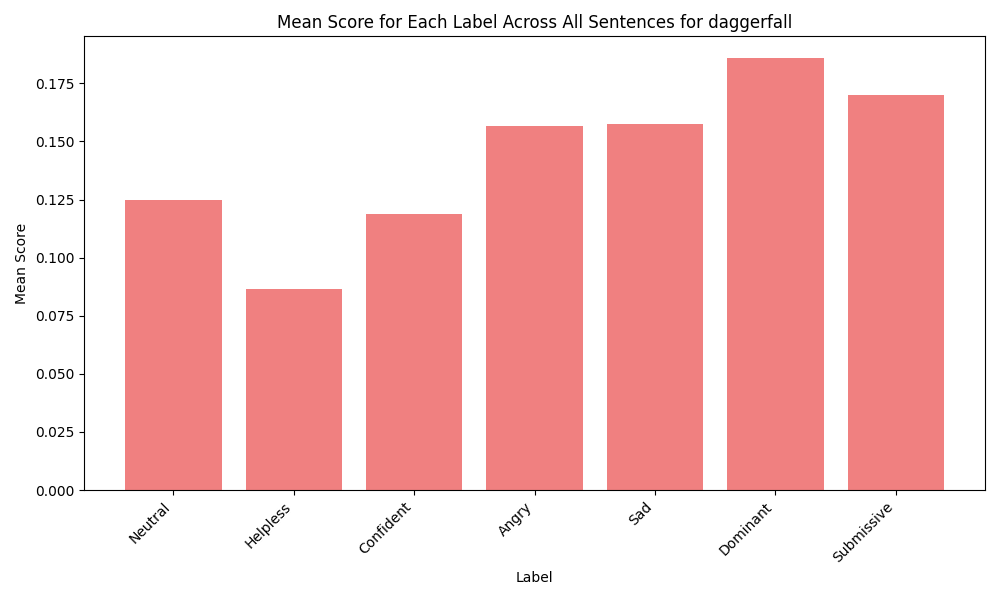 Mean Score for Each Label Across All Sentences for daggerfall
Mean Score
0.175
0.150
0.125
0.100
0.075
0.050
0.025
0.000
Neutral
Helpless
Confident
Angry
Sad
Dominant
Submissive
Label